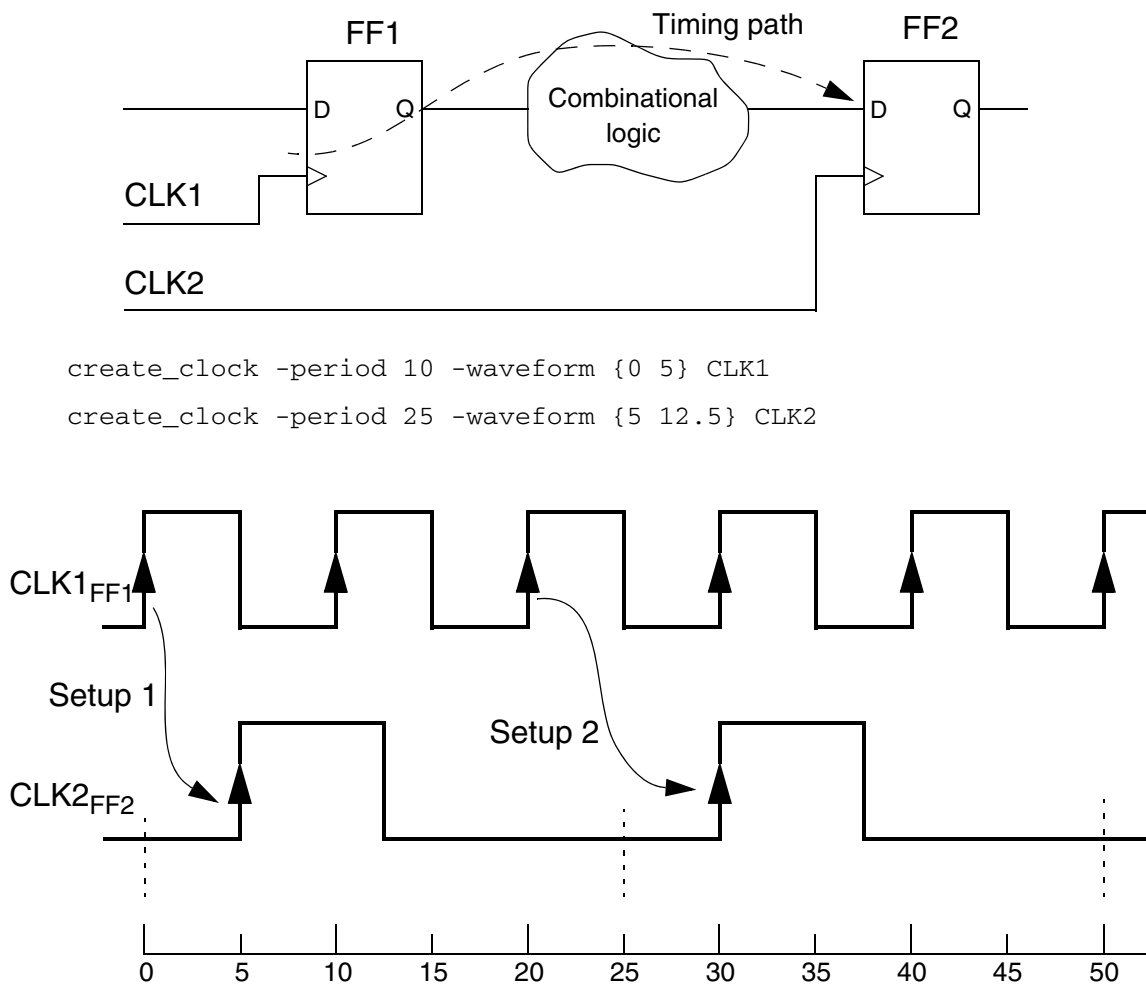 FF1
Timing path
FF2
D
Q
Combinational
logic
D
Q
CLK1
CLK2
create_clock -period 10 -waveform {0 5} CLK1
create_clock -period 25 -waveform {5 12.5} CLK2
CLK1FF1
Setup 1
Setup 2
CLK2FF2
0 5 10 15 20 25 30 35 40 45 50